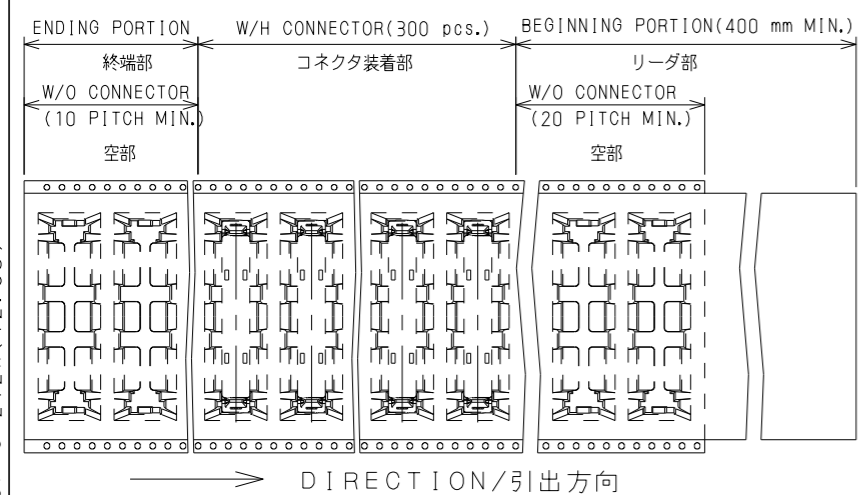 ENDING PORTION
終端部
W/O CONNECTOR
(10 PITCH MIN.)
空部
W/H CONNECTOR(300 pcs.)
コネクタ装着部
BEGINNING PORTION(400 mm MIN.)
リーダ部
W/O CONNECTOR
(20 PITCH MIN.)
空部
DIRECTION/引出方向